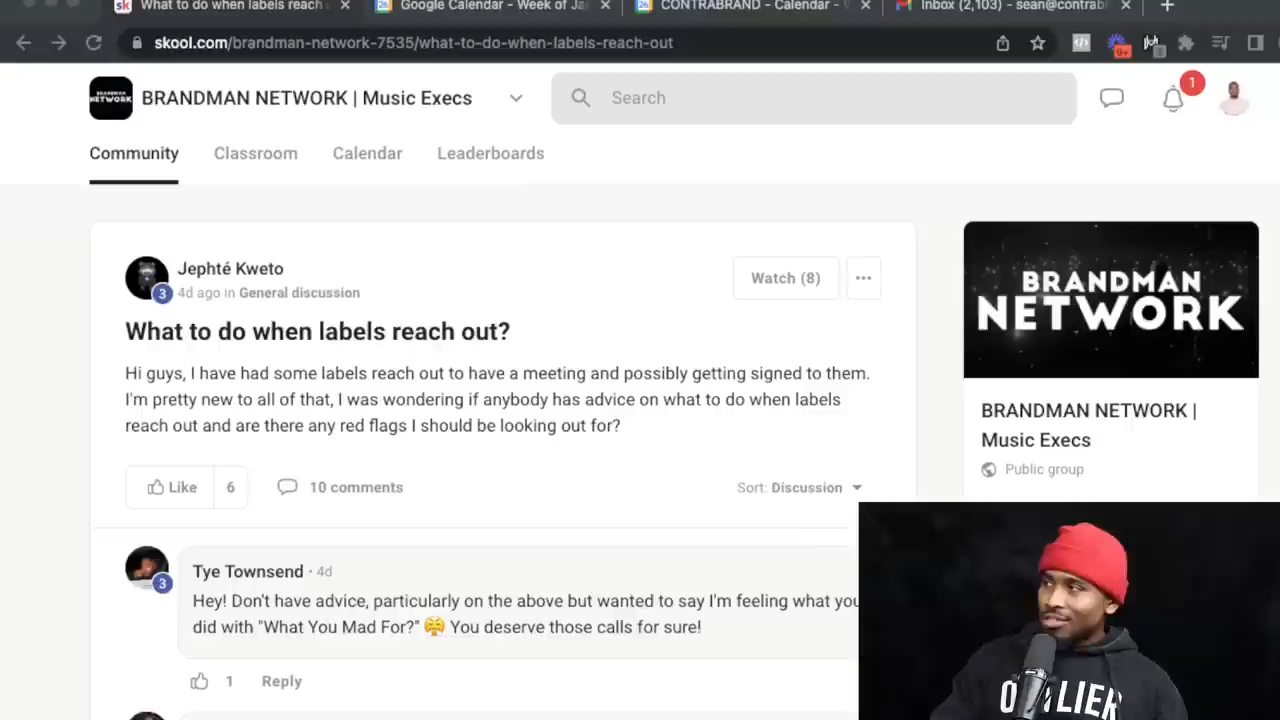 What to do when labels reach
Google Calendar - Week of Ja
CONTRABRAND - Calendar -
Inbox (2,103) - sean@contrab
skool.com/brandman-network-7535/what-to-do-when-labels-reach-out
BRANDMAN NETWORK
BRANDMAN NETWORK | Music Execs
Search
1
Community
Classroom
Calendar
Leaderboards
Jephté Kweto
3
4d ago in General discussion
Watch (8)
What to do when labels reach out?
Hi guys, I have had some labels reach out to have a meeting and possibly getting signed to them.
I'm pretty new to all of that, I was wondering if anybody has advice on what to do when labels
reach out and are there any red flags I should be looking out for?
Like
6
10 comments
Sort: Discussion
BRANDMAN
NETWORK
BRANDMAN NETWORK |
Music Execs
Public group
3
Tye Townsend · 4d
Hey! Don't have advice, particularly on the above but wanted to say I'm feeling what you
did with "What You Mad For?" 😤 You deserve those calls for sure!
1
Reply